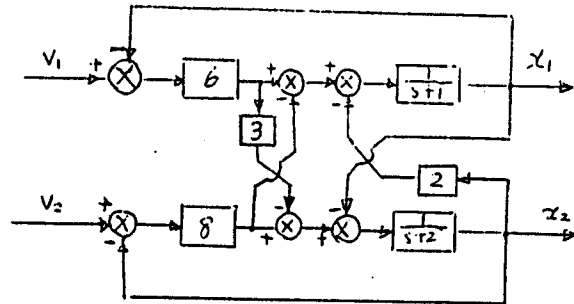 V₁ + - 6 + - + - 1/(s+1) x₁
3
2
V₂ + - 8 - + - + 1/(s+2) x₂